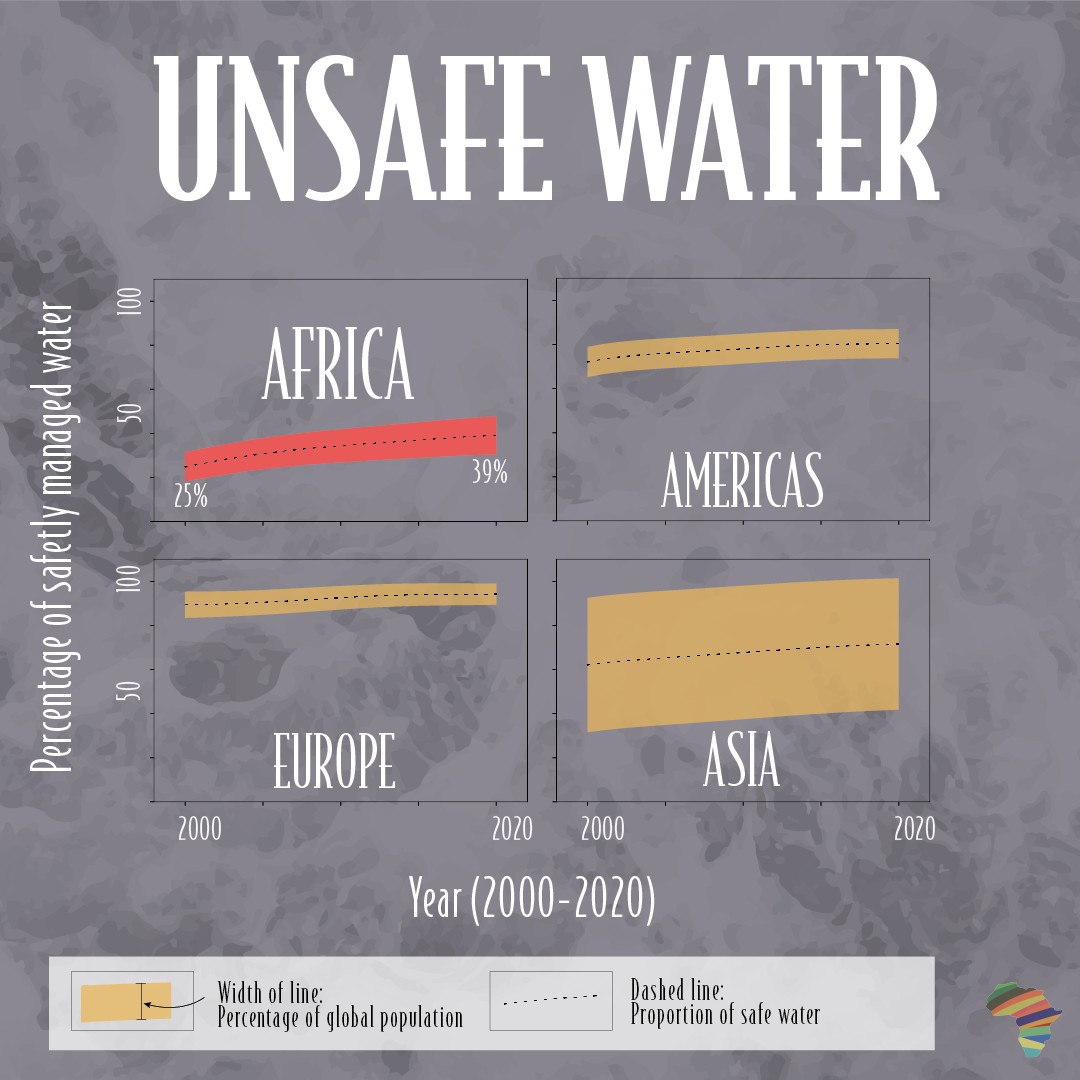 UNSAFE WATER
Percentage of safetly managed water
100
50
AFRICA
25%
39%
AMERICAS
100
50
EUROPE
ASIA
2000
2020
2000
2020
Year (2000-2020)
Width of line:
Percentage of global population
Dashed line:
Proportion of safe water